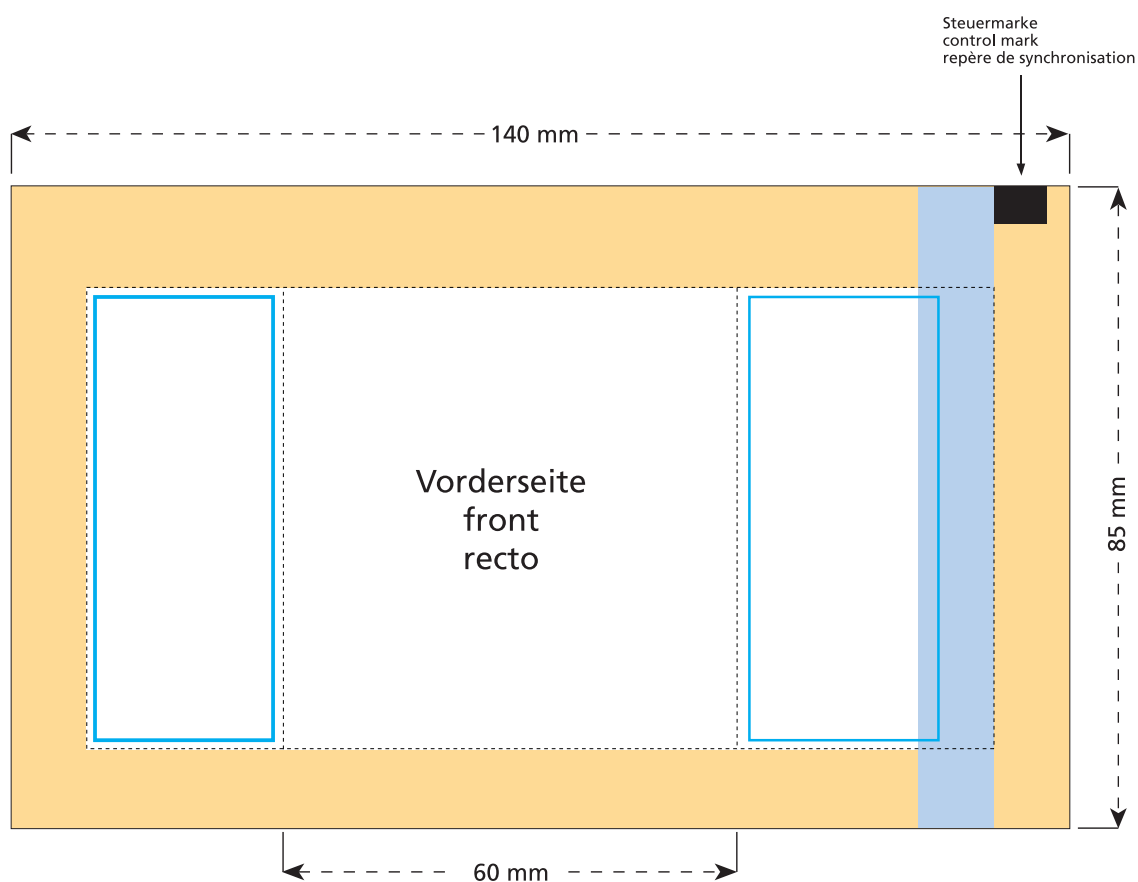 Steuermarke
control mark
repère de synchronisation
140 mm
Vorderseite
front
recto
85 mm
60 mm